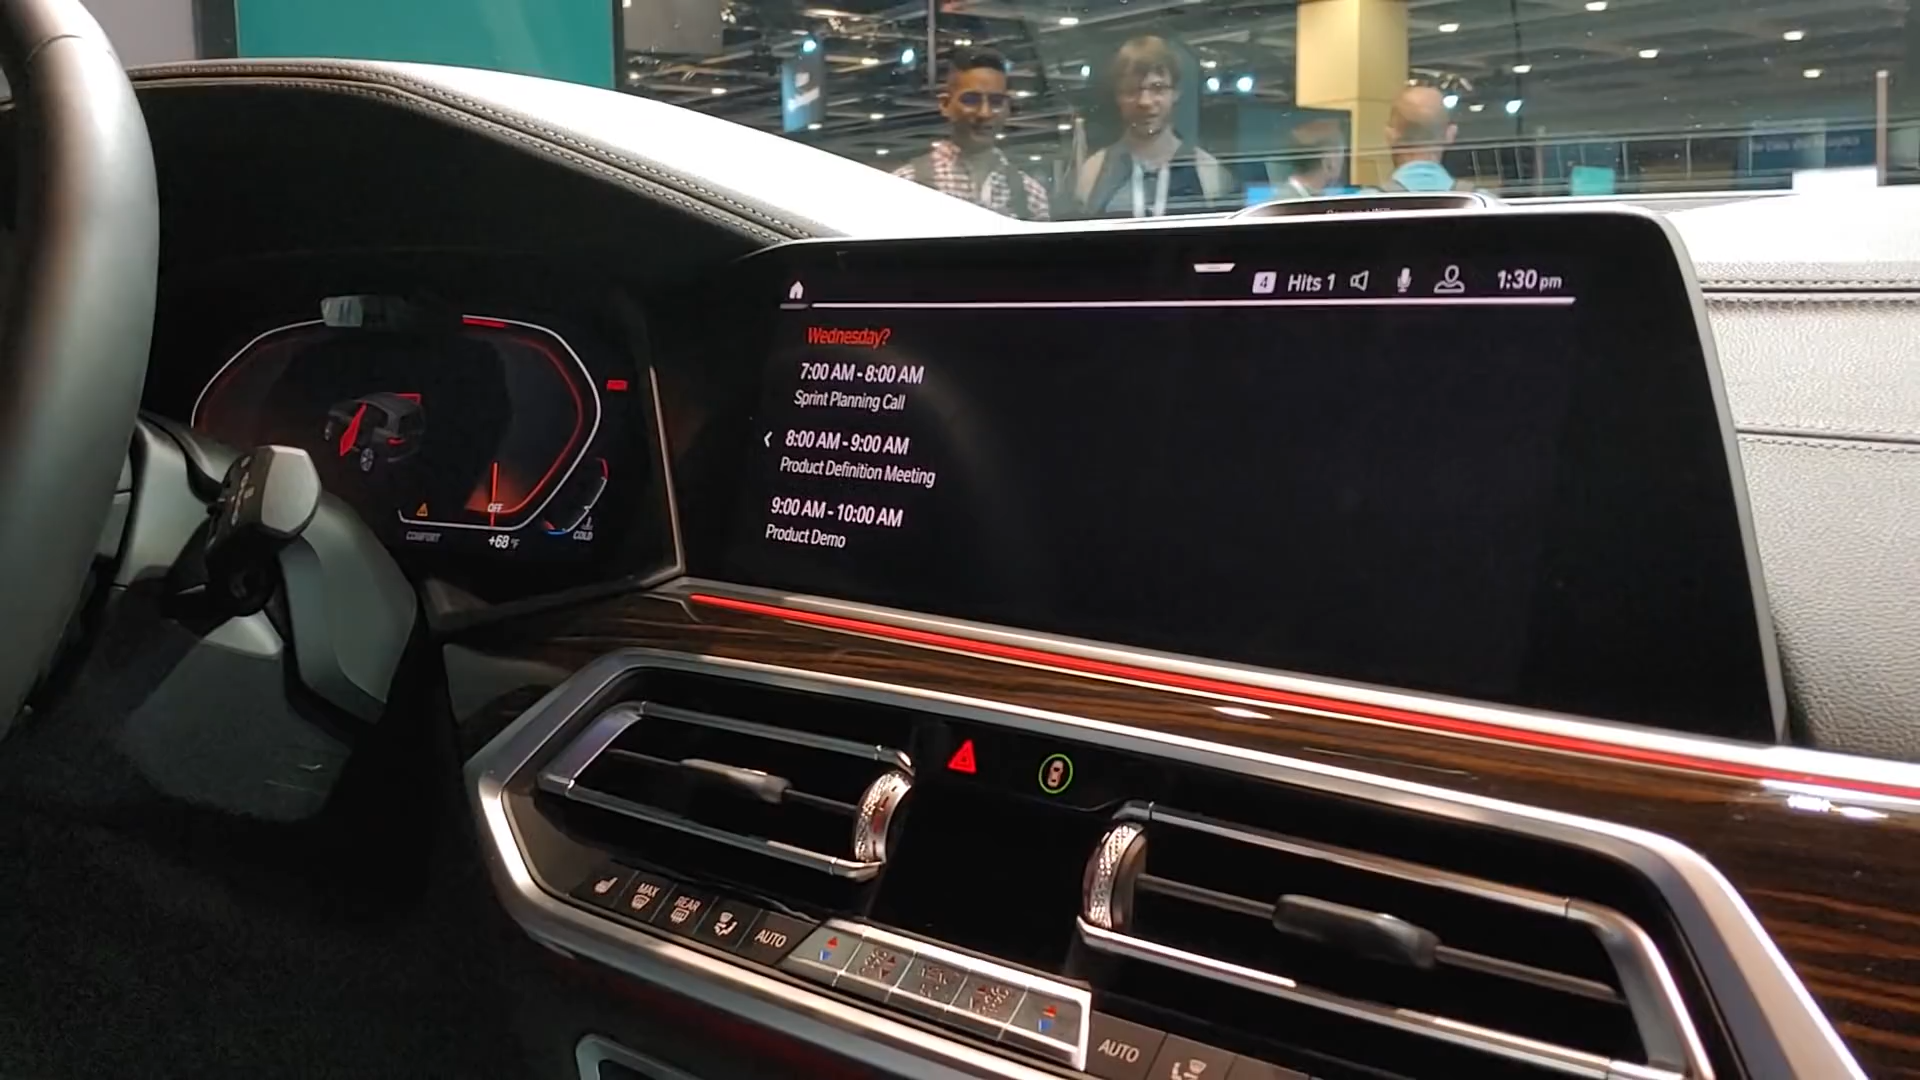 4 Hits 1 1:30 pm
Wednesday?
7:00 AM - 8:00 AM
Sprint Planning Call
8:00 AM - 9:00 AM
Product Definition Meeting
9:00 AM - 10:00 AM
Product Demo
OFF
COMFORT
+68 °F
COLD
MAX
REAR
AUTO
AUTO